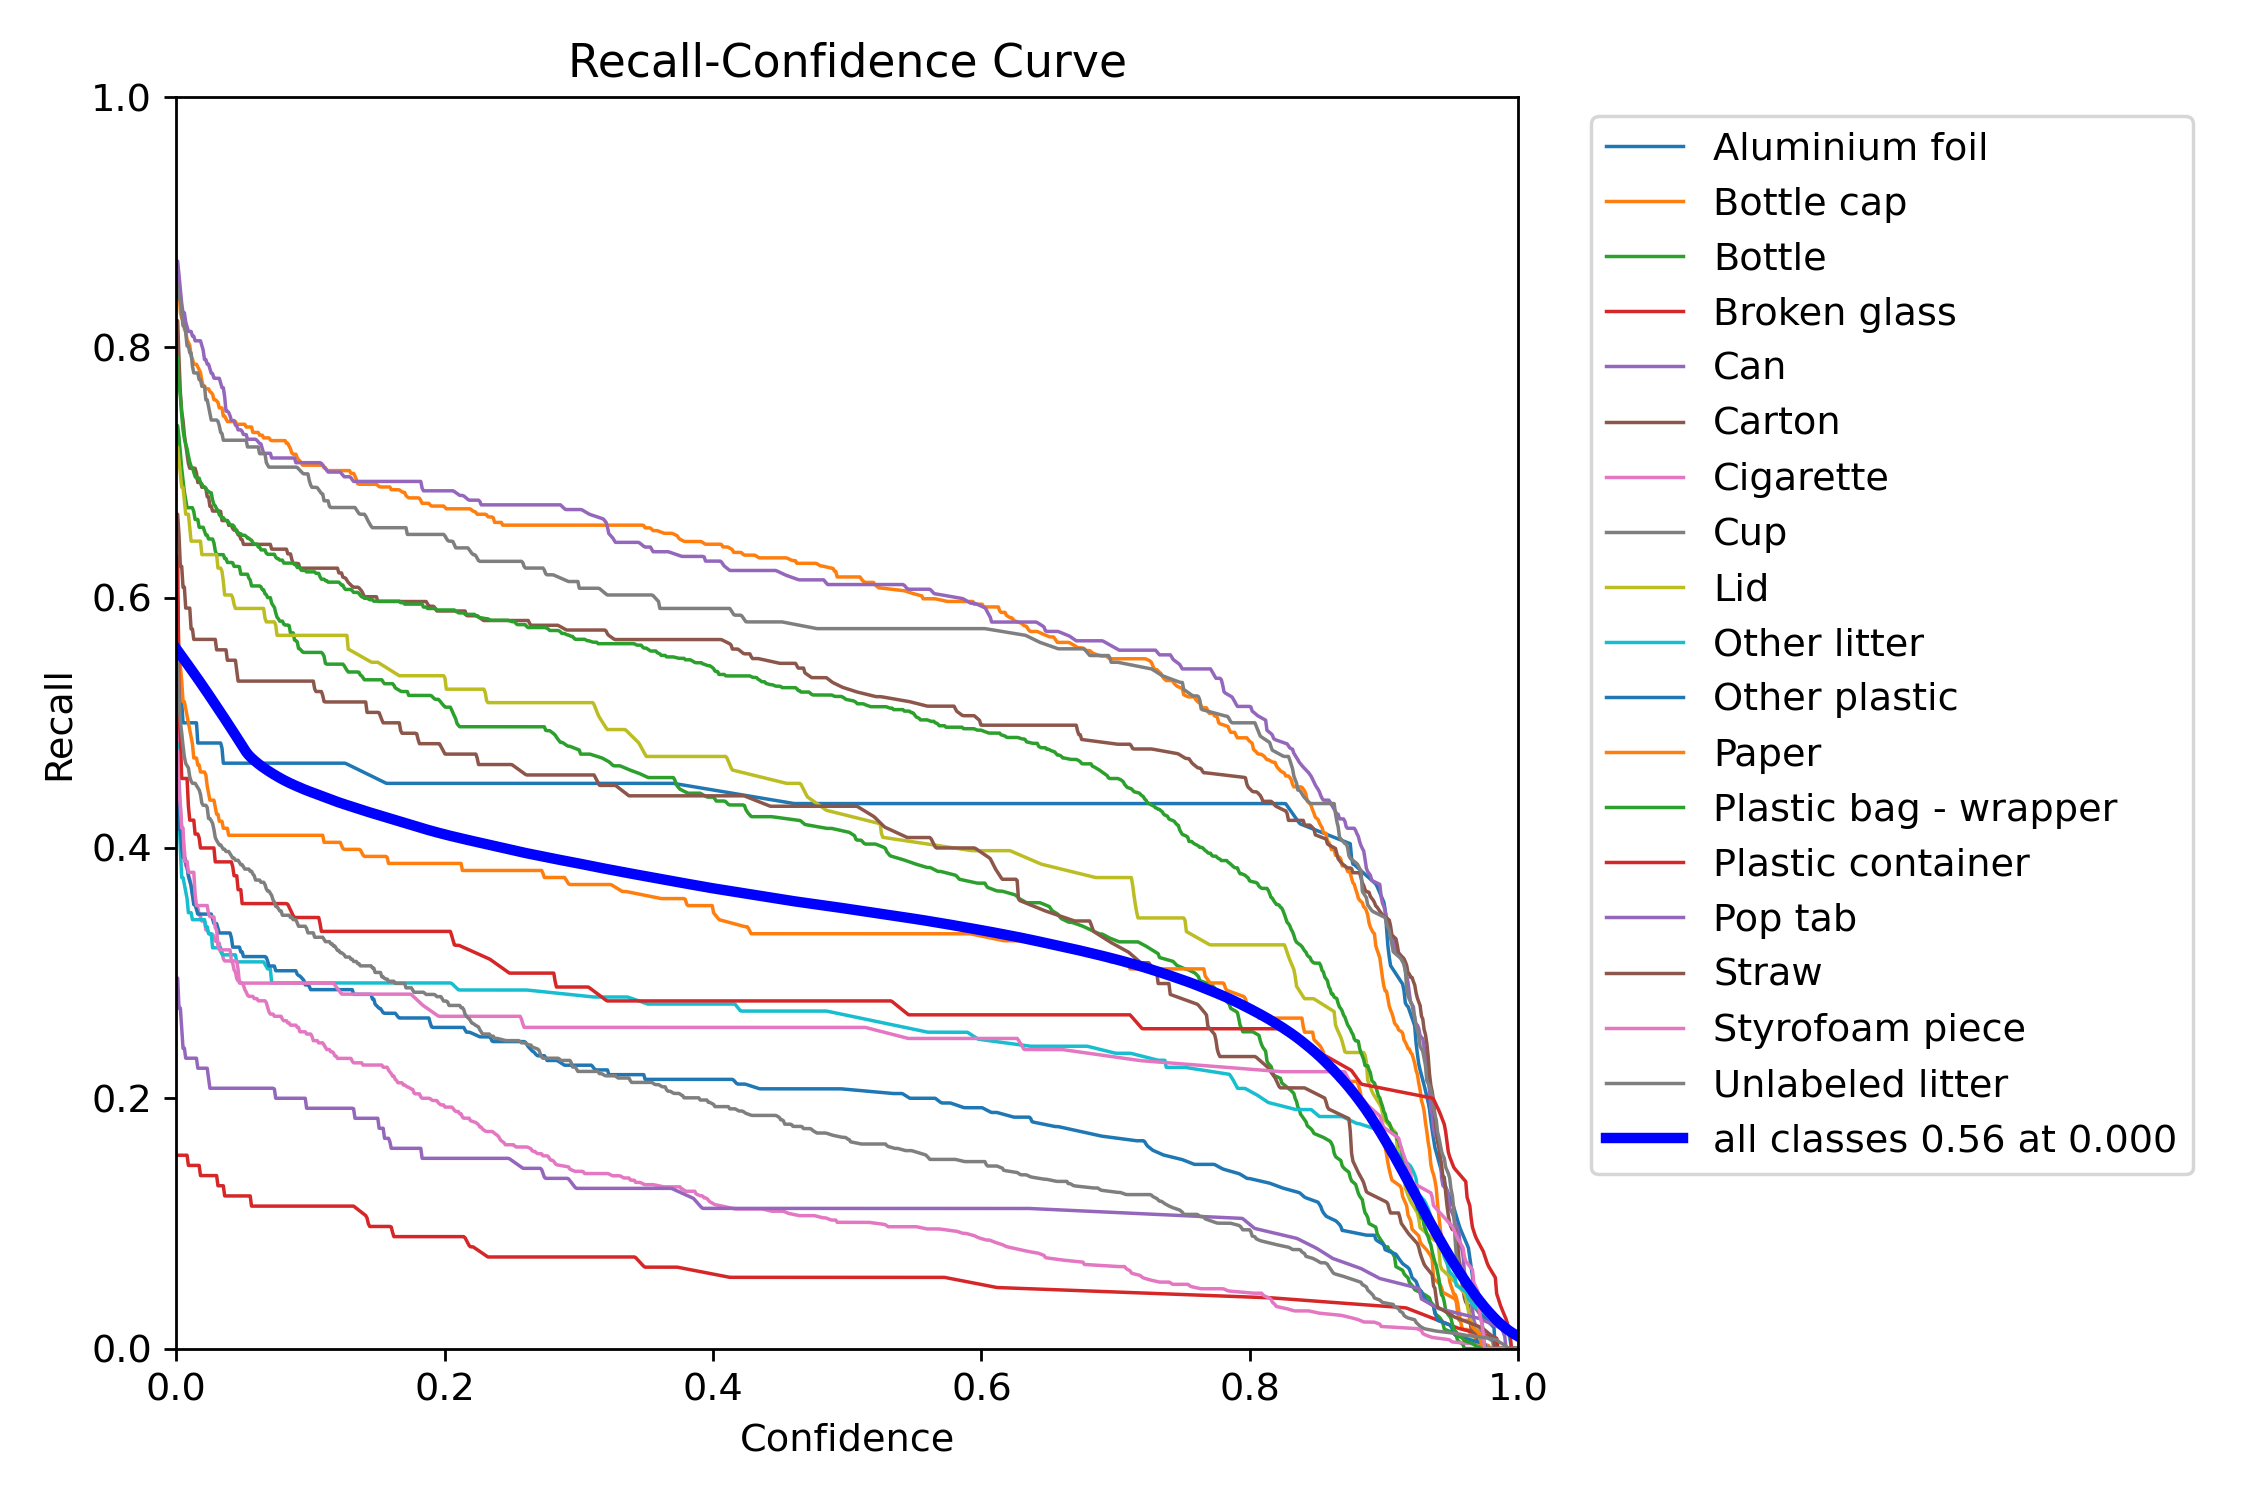 Recall-Confidence Curve
1.0
0.8
0.6
0.4
0.2
0.0
Recall
0.0 0.2 0.4 0.6 0.8 1.0
Confidence
Aluminium foil
Bottle cap
Bottle
Broken glass
Can
Carton
Cigarette
Cup
Lid
Other litter
Other plastic
Paper
Plastic bag - wrapper
Plastic container
Pop tab
Straw
Styrofoam piece
Unlabeled litter
all classes 0.56 at 0.000